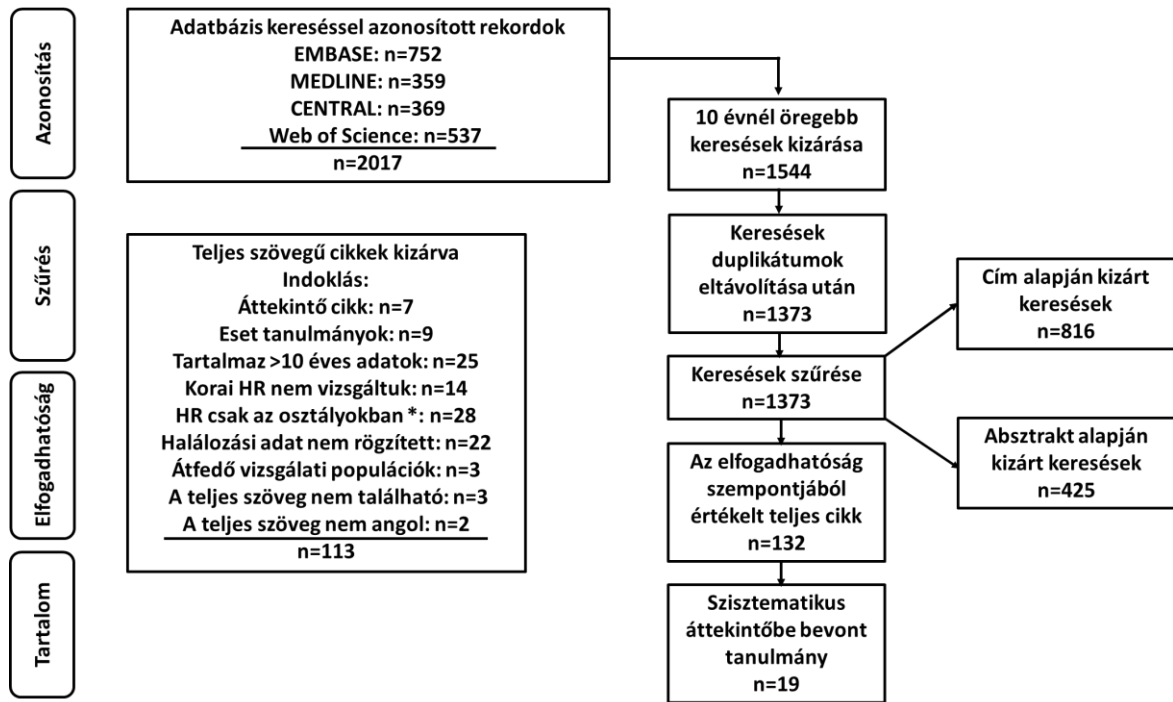 Azonosítás
Adatbázis kereséssel azonosított rekordok
EMBASE: n=752
MEDLINE: n=359
CENTRAL: n=369
Web of Science: n=537
n=2017
10 évnél öregebb
keresések kizárása
n=1544
Szűrés
Keresések
duplikátumok
eltávolítása után
n=1373
Cím alapján kizárt
keresések
n=816
Keresések szűrése
n=1373
Absztrakt alapján
kizárt keresések
n=425
Elfogadhatóság
Teljes szövegű cikkek kizárva
Indoklás:
Áttekintő cikk: n=7
Eset tanulmányok: n=9
Tartalmaz >10 éves adatok: n=25
Korai HR nem vizsgáltuk: n=14
HR csak az osztályokban *: n=28
Halálozási adat nem rögzített: n=22
Átfedő vizsgálati populációk: n=3
A teljes szöveg nem található: n=3
A teljes szöveg nem angol: n=2
n=113
Az elfogadhatóság
szempontjából
értékelt teljes cikk
n=132
Tartalom
Szisztematikus
áttekintőbe bevont
tanulmány
n=19